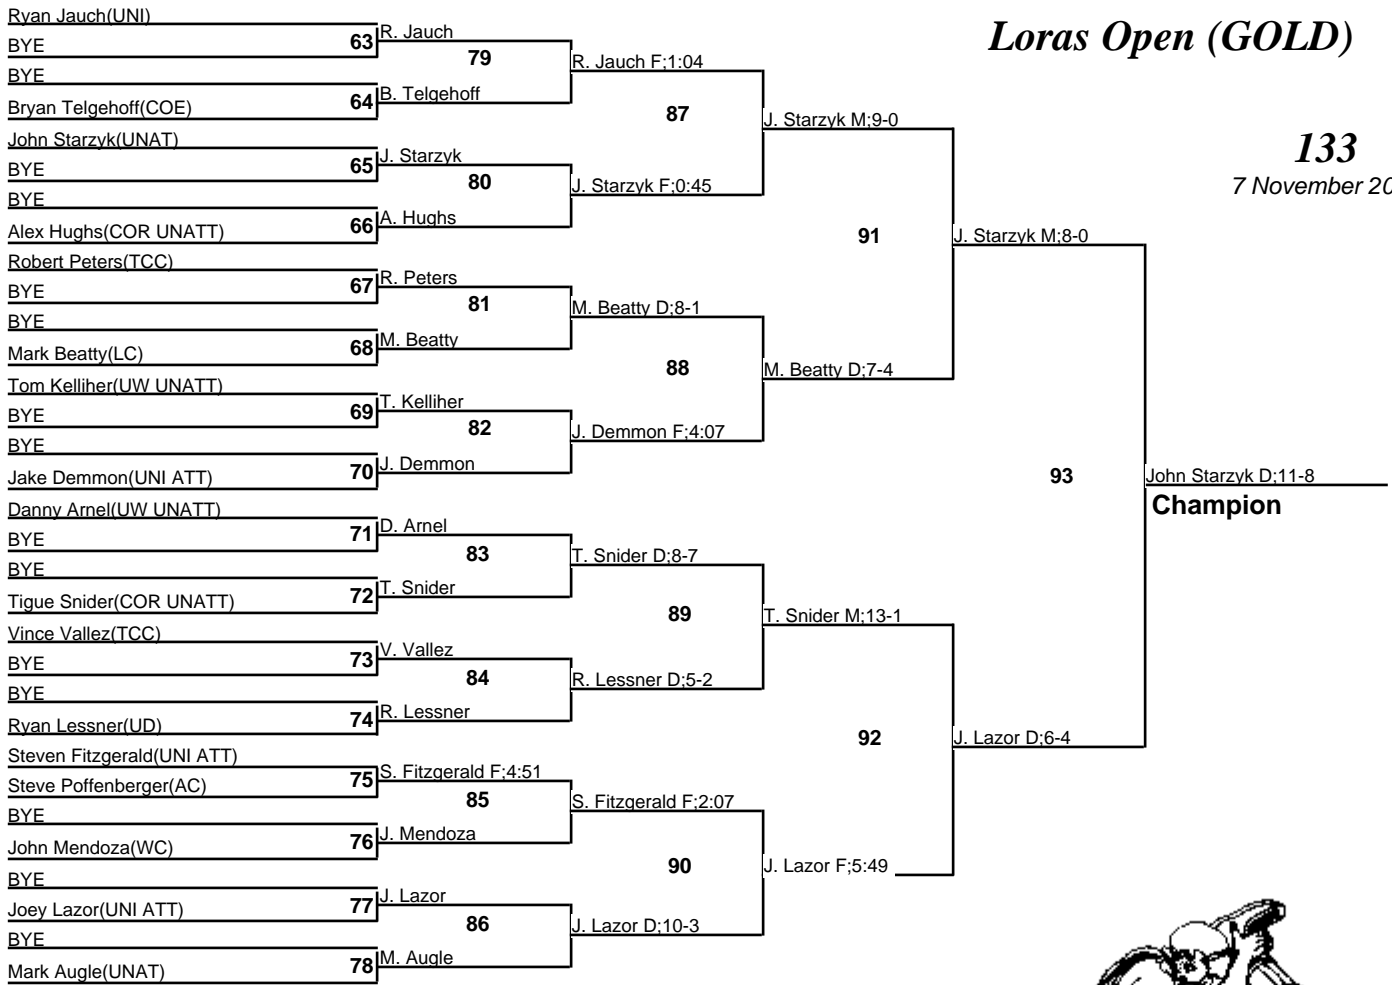 Loras Open (GOLD)
133
7 November 20
Ryan Jauch(UNI)
BYE
63
BYE
Bryan Telgehoff(COE)
64
John Starzyk(UNAT)
BYE
65
BYE
Alex Hughs(COR UNATT)
66
Robert Peters(TCC)
BYE
67
BYE
Mark Beatty(LC)
68
Tom Kelliher(UW UNATT)
BYE
69
BYE
Jake Demmon(UNI ATT)
70
Danny Arnel(UW UNATT)
BYE
71
BYE
Tigue Snider(COR UNATT)
72
Vince Vallez(TCC)
BYE
73
BYE
Ryan Lessner(UD)
74
Steven Fitzgerald(UNI ATT)
Steve Poffenberger(AC)
75
BYE
John Mendoza(WC)
76
BYE
Joey Lazor(UNI ATT)
77
BYE
Mark Augle(UNAT)
78
R. Jauch
79
B. Telgehoff
J. Starzyk
80
A. Hughs
R. Peters
81
M. Beatty
T. Kelliher
82
J. Demmon
D. Arnel
83
T. Snider
V. Vallez
84
R. Lessner
S. Fitzgerald F;4:51
85
J. Mendoza
J. Lazor
86
M. Augle
R. Jauch F;1:04
87
J. Starzyk F;0:45
M. Beatty D;8-1
88
J. Demmon F;4:07
T. Snider D;8-7
89
R. Lessner D;5-2
S. Fitzgerald F;2:07
90
J. Lazor D;10-3
J. Starzyk M;9-0
91
M. Beatty D;7-4
T. Snider M;13-1
92
J. Lazor F;5:49
J. Starzyk M;8-0
93
J. Lazor D;6-4
John Starzyk D;11-8
Champion